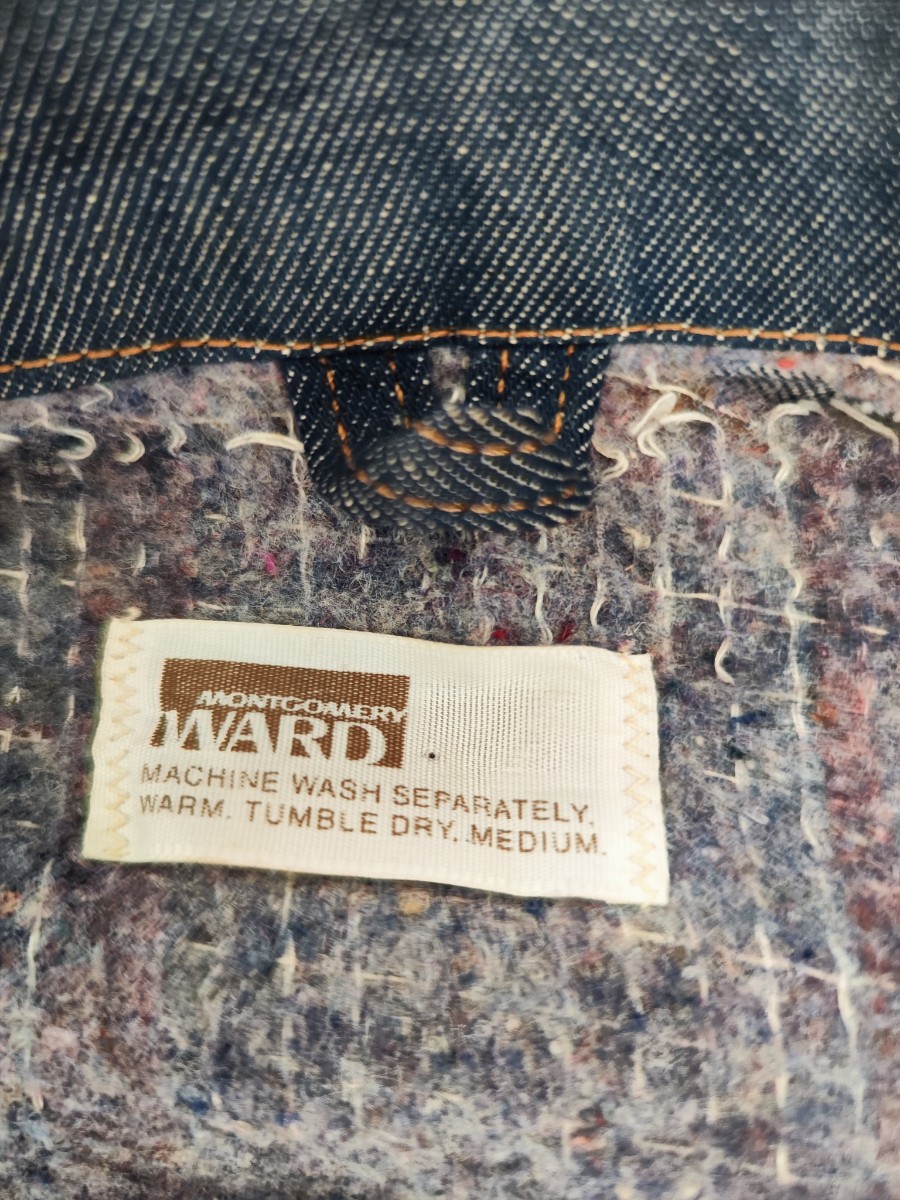 MONTGOMERY
WARD
MACHINE WASH SEPARATELY.
WARM. TUMBLE DRY. MEDIUM.